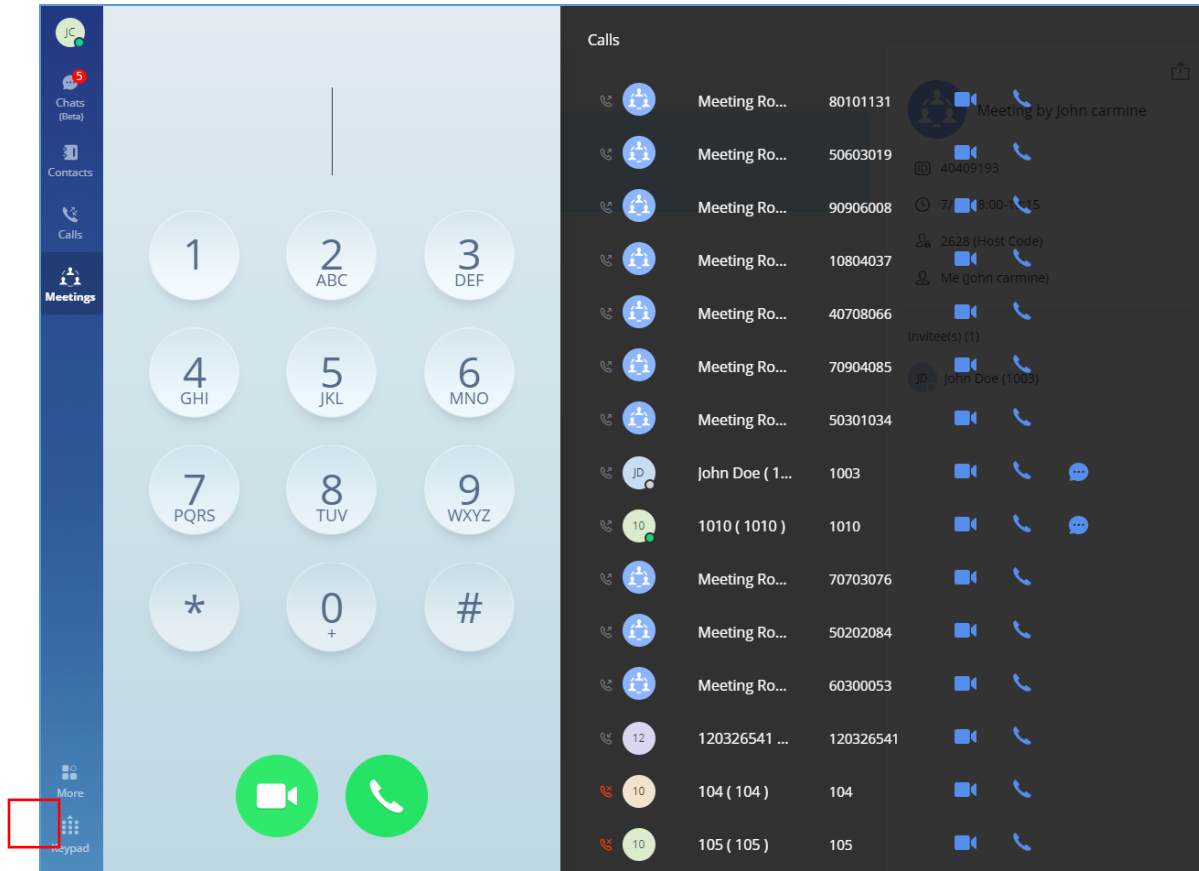 JC
5
Chats
(Beta)
Contacts
Calls
Meetings
More
Keypad
1
2
ABC
3
DEF
4
GHI
5
JKL
6
MNO
7
PQRS
8
TUV
9
WXYZ
*
0
+
#
Calls
Meeting Ro... 80101131
Meeting Ro... 50603019
Meeting Ro... 90906008
Meeting Ro... 10804037
Meeting Ro... 40708066
Meeting Ro... 70904085
Meeting Ro... 50301034
JD John Doe ( 1... 1003
10 1010 ( 1010 ) 1010
Meeting Ro... 70703076
Meeting Ro... 50202084
Meeting Ro... 60300053
12 120326541 ... 120326541
10 104 ( 104 ) 104
10 105 ( 105 ) 105
Meeting by John carmine
ID 40409193
2628 (Host Code)
Me (John carmine)
Invitee(s) (1)
JD John Doe (1003)